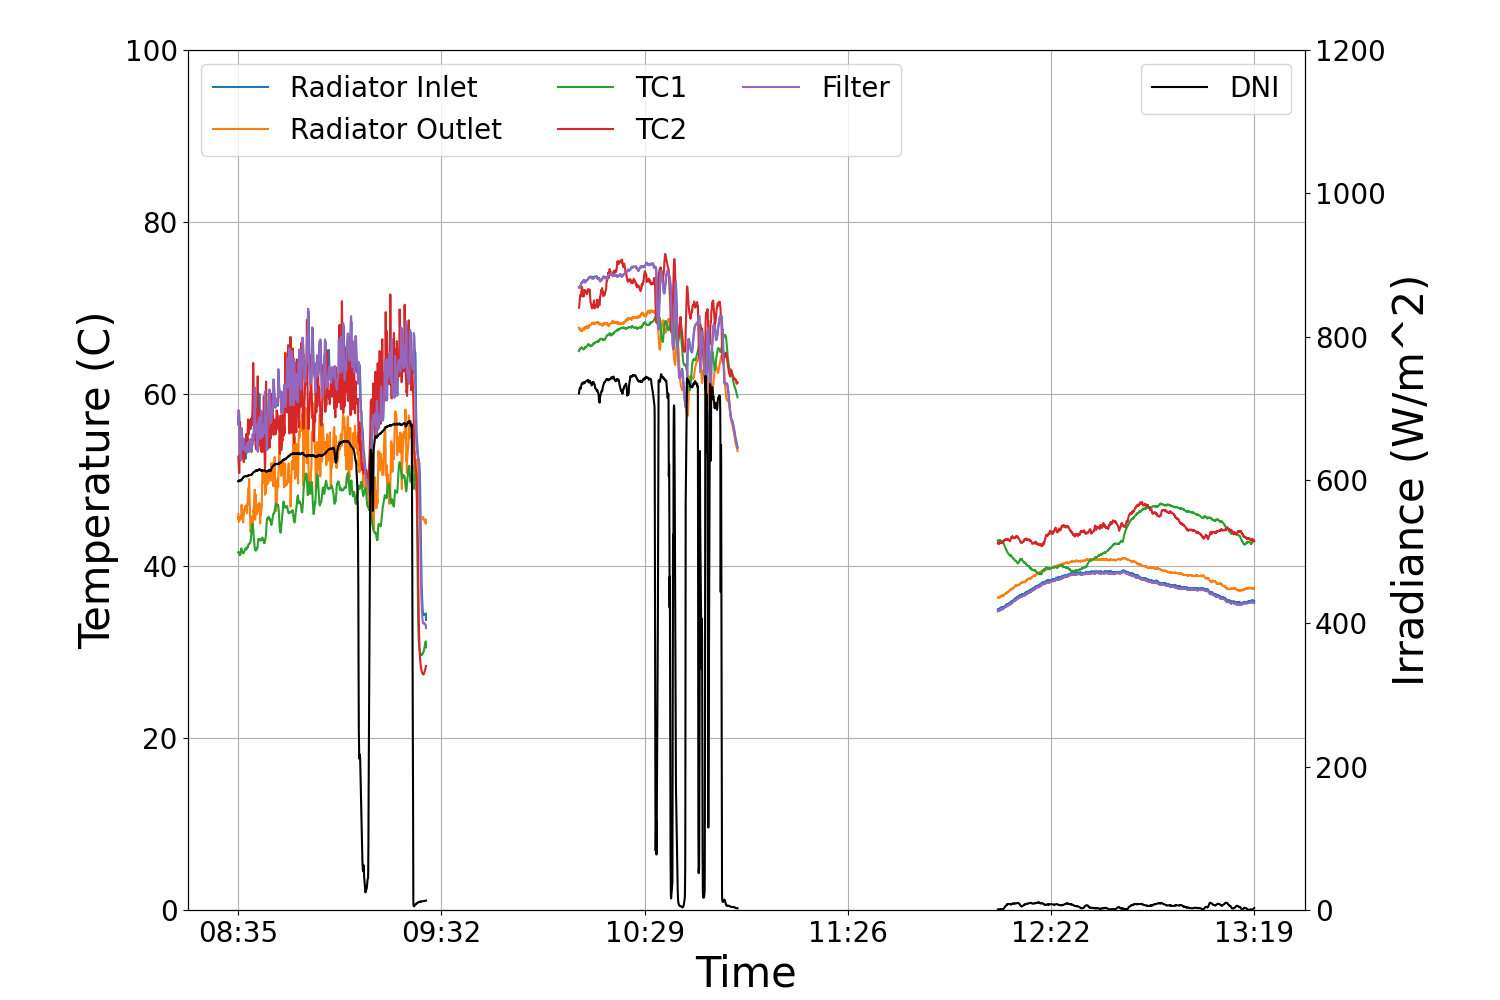 Radiator Inlet
Radiator Outlet
TC1
TC2
Filter
DNI
100
80
60
40
20
0
Temperature (C)
1200
1000
800
600
400
200
0
Irradiance (W/m^2)
08:35 09:32 10:29 11:26 12:22 13:19
Time